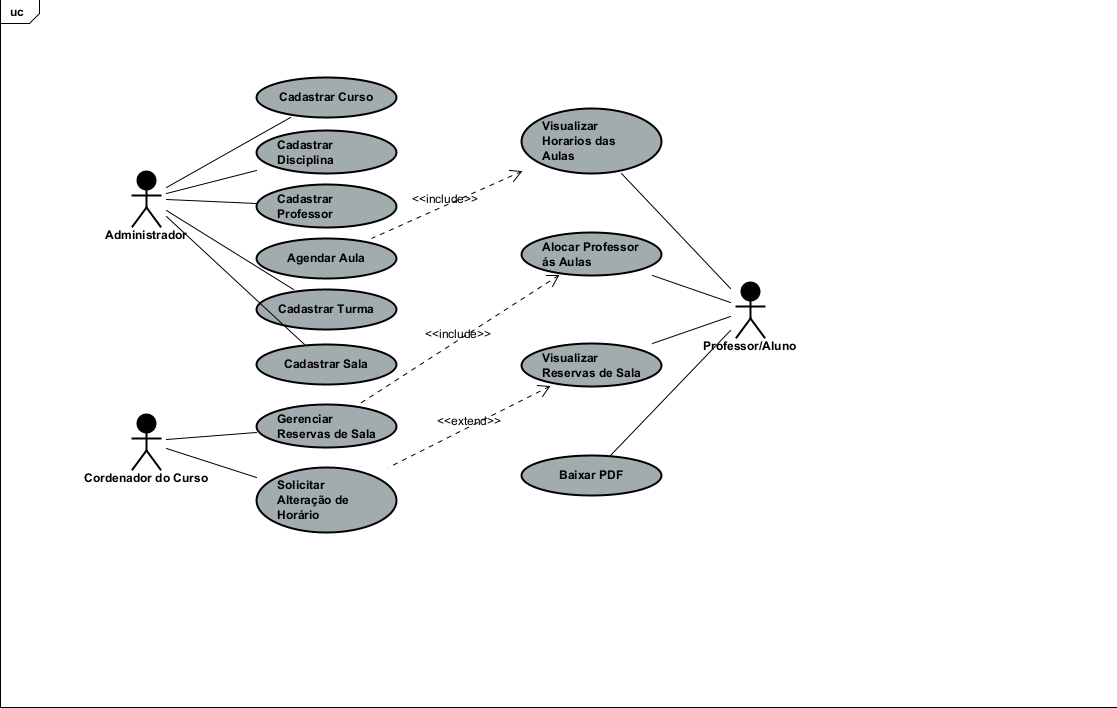 uc
Cadastrar Curso
Cadastrar
Disciplina
Cadastrar
Professor
Agendar Aula
Cadastrar Turma
Cadastrar Sala
Gerenciar
Reservas de Sala
Solicitar
Alteração de
Horário
Administrador
Cordenador do Curso
<<include>>
<<include>>
<<extend>>
Visualizar
Horarios das
Aulas
Alocar Professor
ás Aulas
Visualizar
Reservas de Sala
Baixar PDF
Professor/Aluno